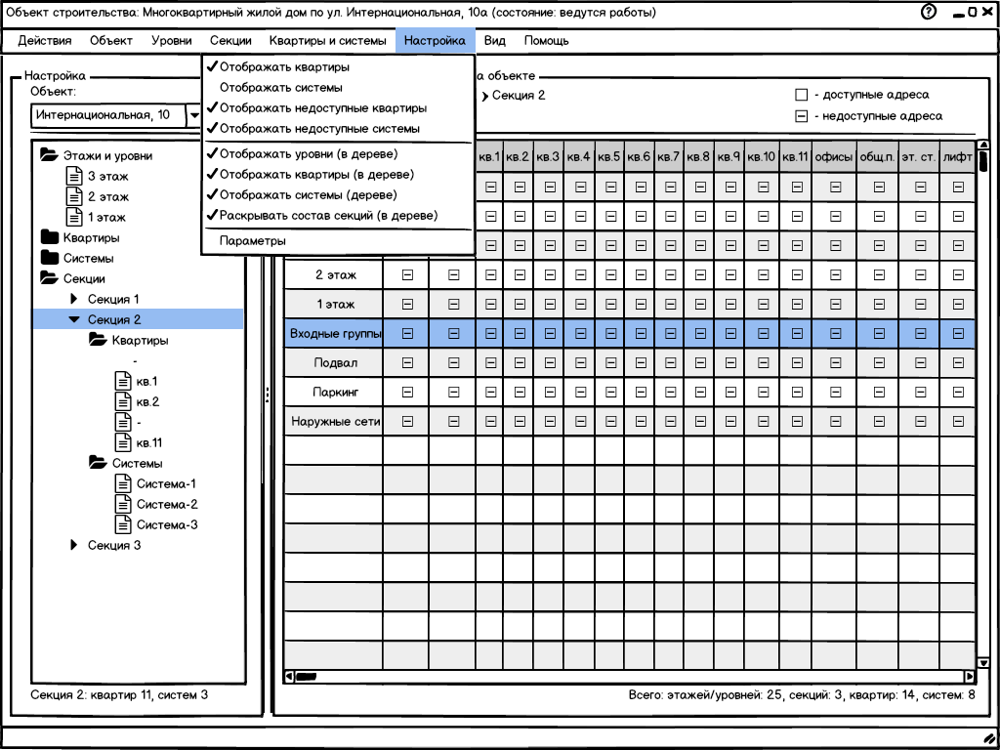 Объект строительства: Многоквартирный жилой дом по ул. Интернациональная, 10а (состояние: ведутся работы)
Действия Объект Уровни Секции Квартиры и системы Настройка Вид Помощь
Настройка
Объект:
Интернациональная, 10
Этажи и уровни
3 этаж
2 этаж
1 этаж
Квартиры
Системы
Секции
Секция 1
Секция 2
Квартиры
-
кв.1
кв.2
-
кв.11
Системы
Система-1
Система-2
Система-3
Секция 3
Секция 2: квартир 11, систем 3
Отображать квартиры
Отображать системы
Отображать недоступные квартиры
Отображать недоступные системы
Отображать уровни (в дереве)
Отображать квартиры (в дереве)
Отображать системы (дереве)
Раскрывать состав секций (в дереве)
Параметры
а объекте
Секция 2
- доступные адреса
- недоступные адреса
кв.1 кв.2 кв.3 кв.4 кв.5 кв.6 кв.7 кв.8 кв.9 кв.10 кв.11 офисы общ.п. эт. ст. лифт
2 этаж
1 этаж
Входные группы
Подвал
Паркинг
Наружные сети
Всего: этажей/уровней: 25, секций: 3, квартир: 14, систем: 8